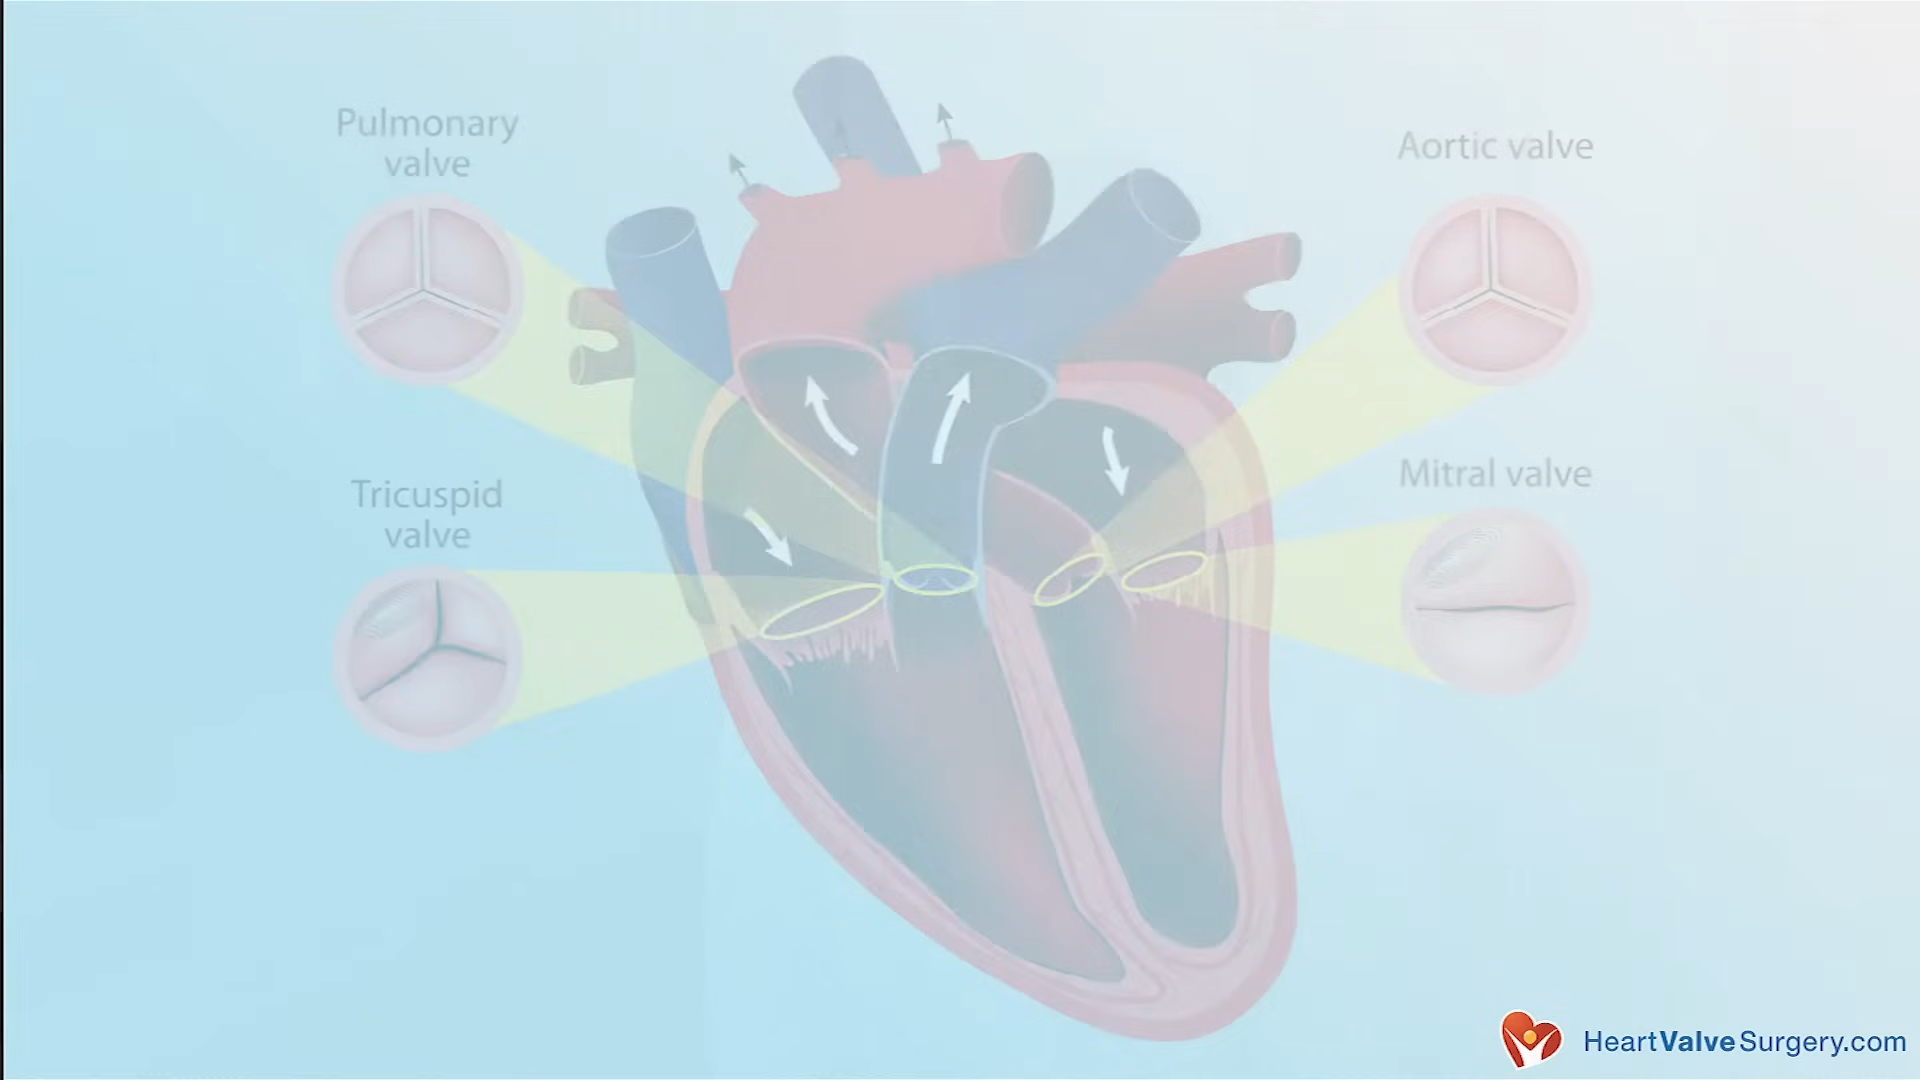 Pulmonary
valve
Aortic valve
Tricuspid
valve
Mitral valve
HeartValveSurgery.com